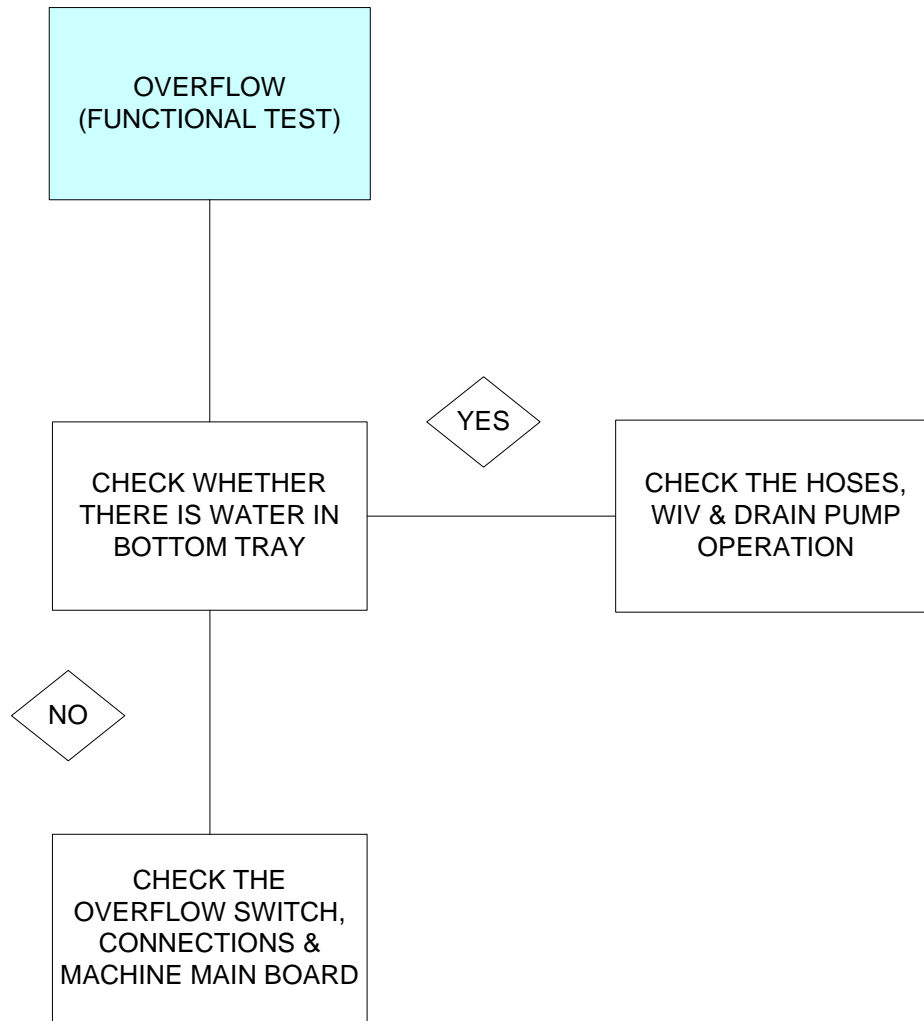 OVERFLOW
(FUNCTIONAL TEST)
YES
CHECK WHETHER
THERE IS WATER IN
BOTTOM TRAY
CHECK THE HOSES,
WIV & DRAIN PUMP
OPERATION
NO
CHECK THE
OVERFLOW SWITCH,
CONNECTIONS &
MACHINE MAIN BOARD